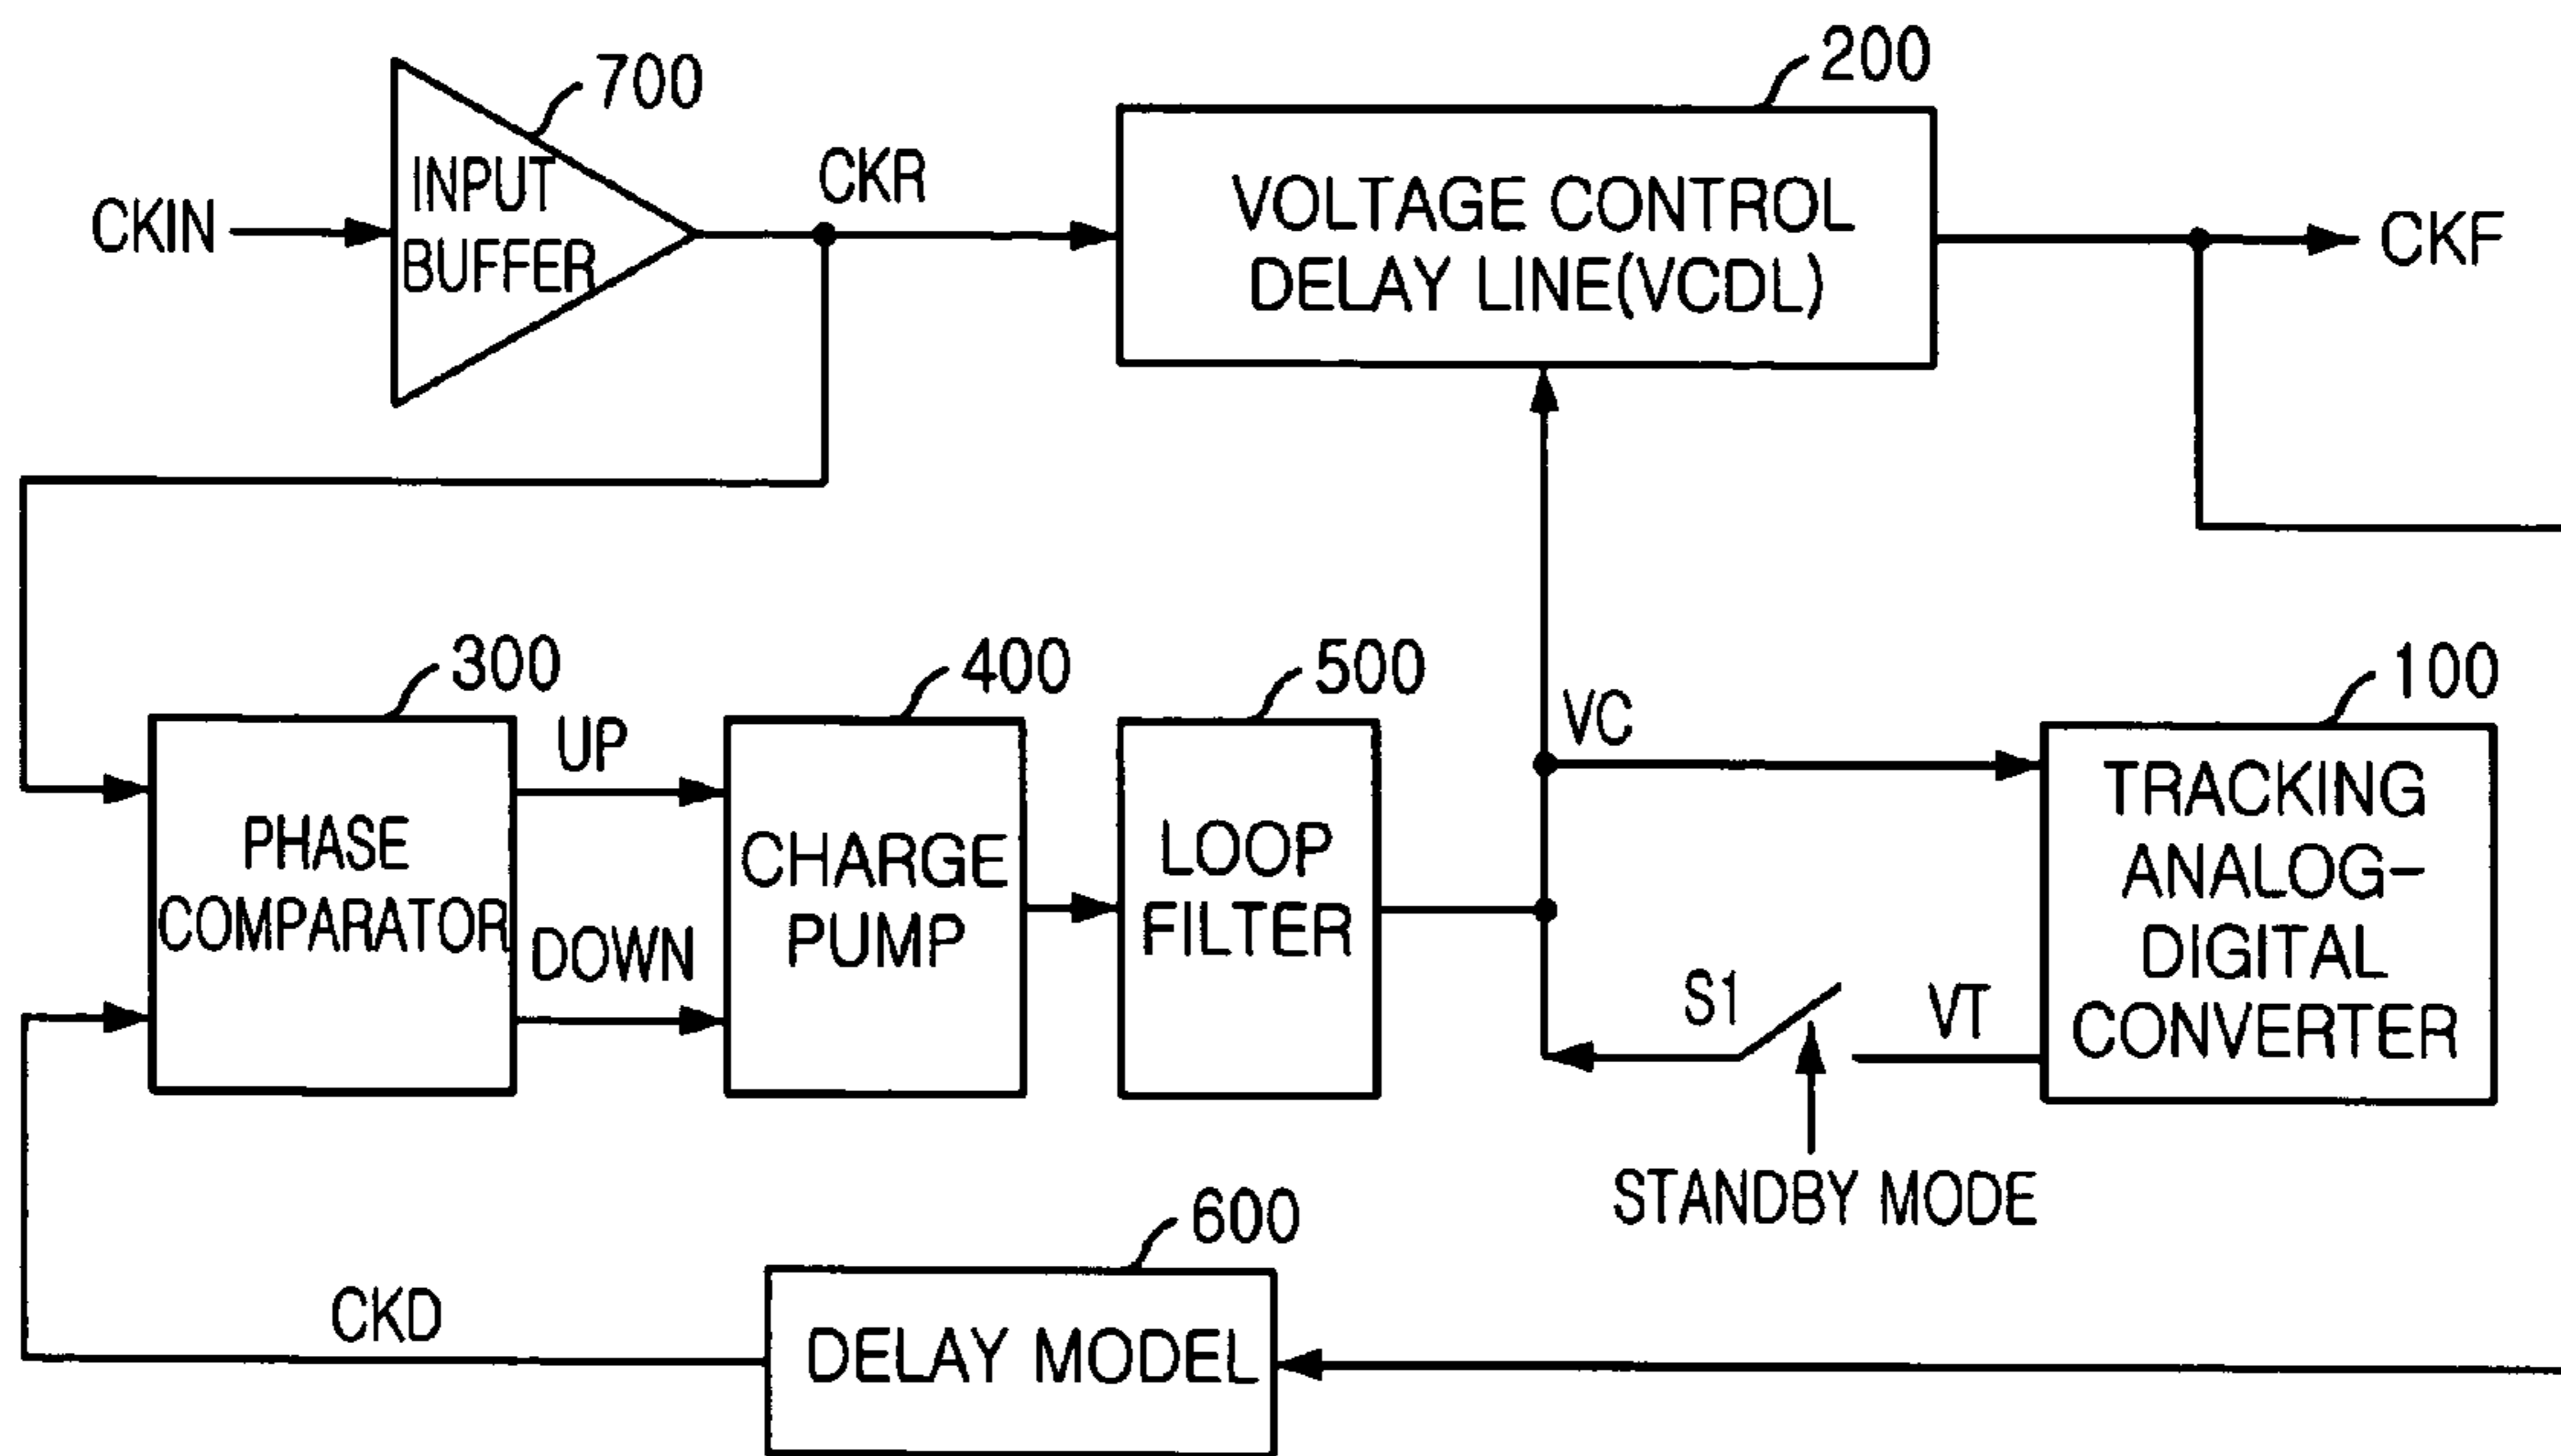 700
INPUT
BUFFER
CKIN
CKR
200
VOLTAGE CONTROL
DELAY LINE(VCDL)
CKF
300
PHASE
COMPARATOR
UP
DOWN
400
CHARGE
PUMP
500
LOOP
FILTER
VC
100
TRACKING
ANALOG-
DIGITAL
CONVERTER
S1
VT
STANDBY MODE
600
DELAY MODEL
CKD